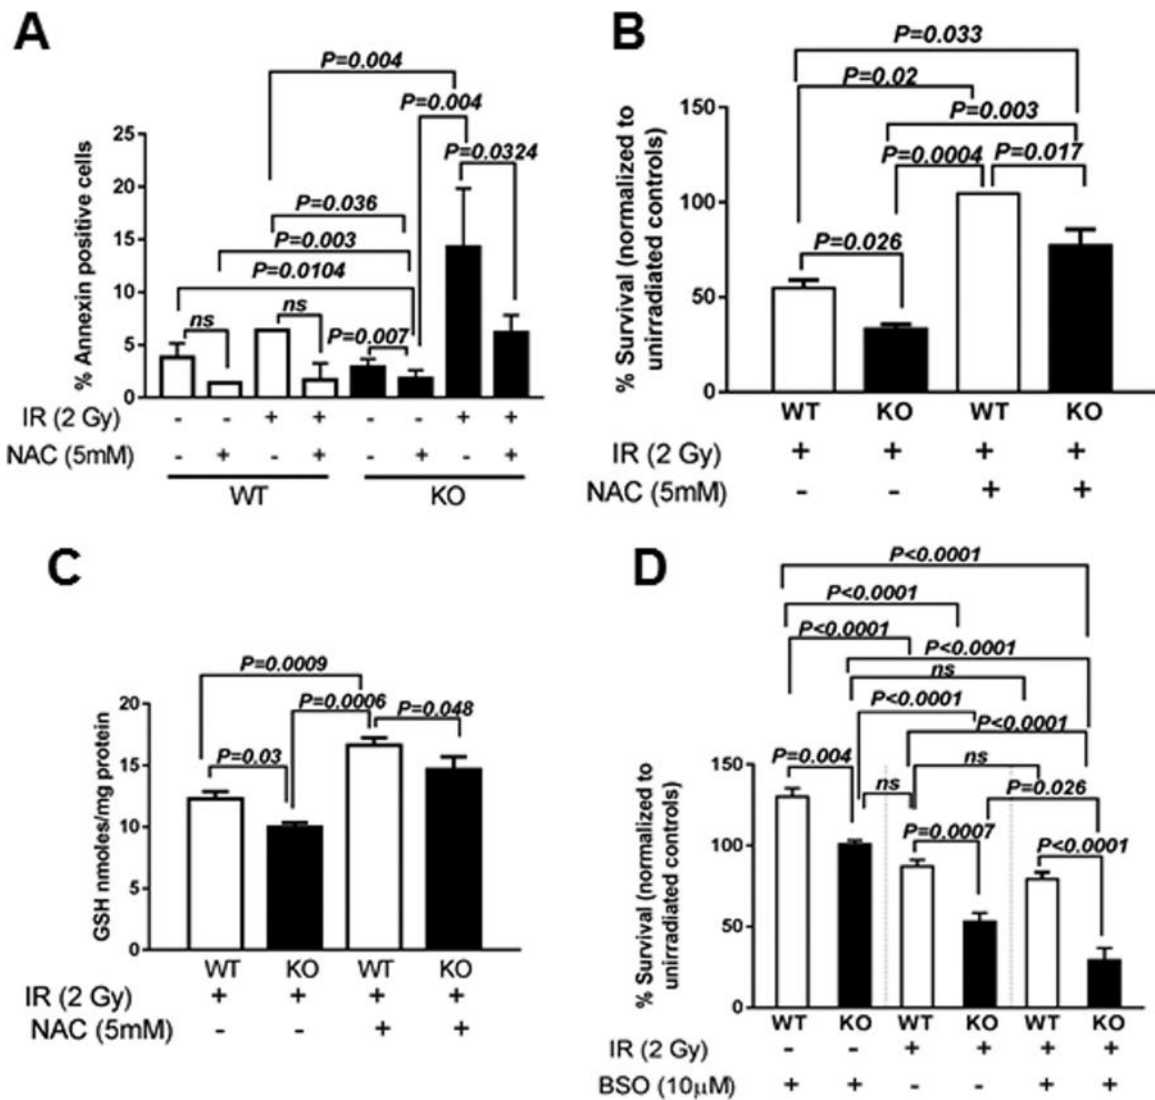 A
P=0.004
P=0.004
P=0.0324
P=0.036
P=0.003
P=0.0104
ns
ns
P=0.007
% Annexin positive cells
25
20
15
10
5
0
IR (2 Gy) - - + + - - + +
NAC (5mM) - + - + - + - +
WT KO
B
P=0.033
P=0.02
P=0.003
P=0.0004 P=0.017
P=0.026
% Survival (normalized to
unirradiated controls)
150
100
50
0
WT KO WT KO
IR (2 Gy) + + + +
NAC (5mM) - - + +
C
P=0.0009
P=0.0006
P=0.048
P=0.03
GSH nmoles/mg protein
20
15
10
5
0
WT KO WT KO
IR (2 Gy) + + + +
NAC (5mM) - - + +
D
P<0.0001
P<0.0001
P<0.0001
P<0.0001
ns
P<0.0001
P<0.0001
P=0.004
ns
ns
P=0.026
P=0.0007
P<0.0001
% Survival (normalized to
unirradiated controls)
150
100
50
0
WT KO WT KO WT KO
IR (2 Gy) - - + + + +
BSO (10µM) + + - - + +